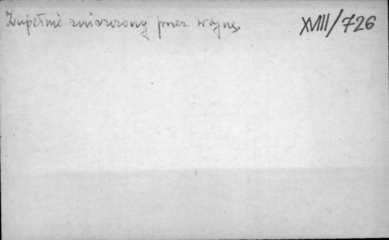 Zupełnie zniszczony przez wojnę.
XVIII/726